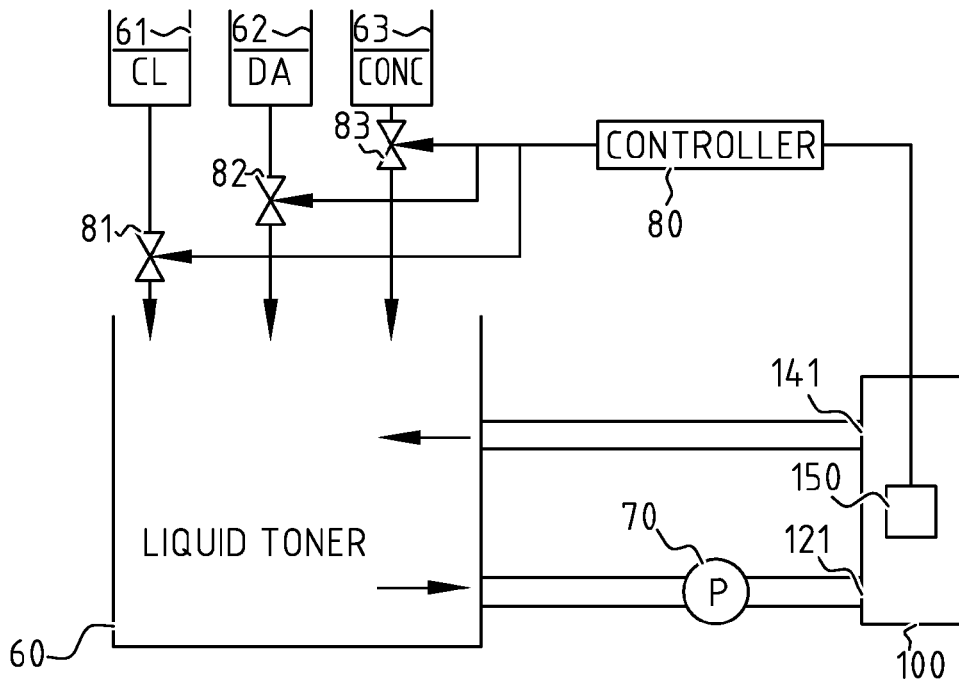 61 62 63
CL DA CONC
83
CONTROLLER
82
80
81
141
150
70
LIQUID TONER
121
P
60
100